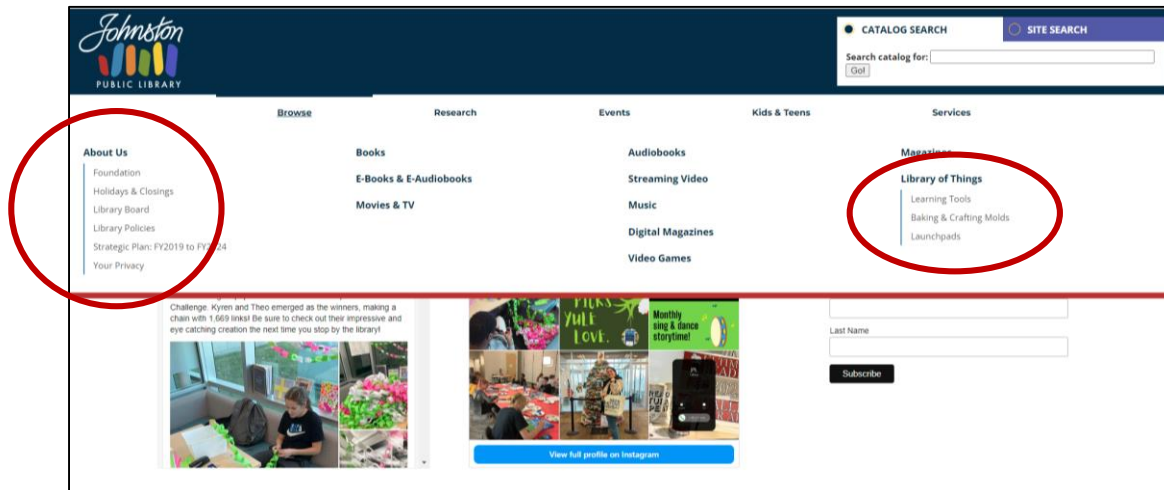 Johnston
PUBLIC LIBRARY
CATALOG SEARCH
SITE SEARCH
Search catalog for:
Go!
Browse
Research
Events
Kids & Teens
Services
About Us
Foundation
Holidays & Closings
Library Board
Library Policies
Strategic Plan: FY2019 to FY2024
Your Privacy
Books
E-Books & E-Audiobooks
Movies & TV
Audiobooks
Streaming Video
Music
Digital Magazines
Video Games
Magazines
Library of Things
Learning Tools
Baking & Crafting Molds
Launchpads
Challenge. Kyren and Theo emerged as the winners, making a
chain with 1,669 links! Be sure to check out their impressive and
eye catching creation the next time you stop by the library!
PICKS
YULE
LOVE.
Monthly
sing & dance
storytime!
View full profile on Instagram
Last Name
Subscribe